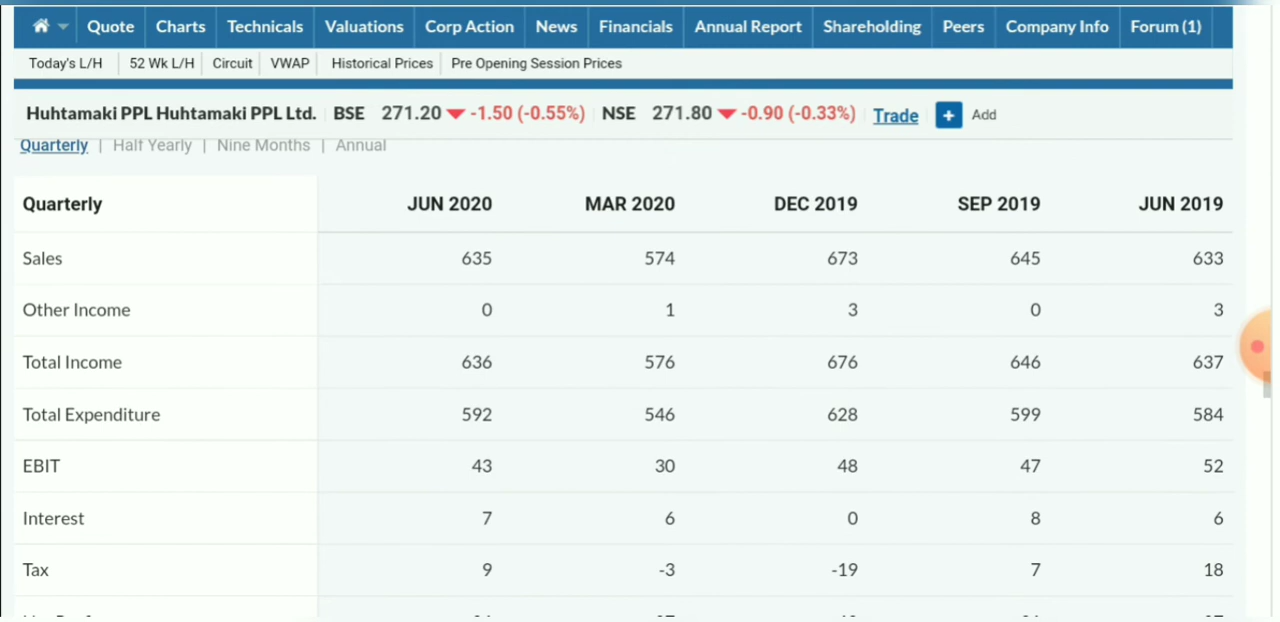 Quote Charts Technicals Valuations Corp Action News Financials Annual Report Shareholding Peers Company Info Forum (1)
Today's L/H 52 Wk L/H Circuit VWAP Historical Prices Pre Opening Session Prices
Huhtamaki PPL Huhtamaki PPL Ltd. BSE 271.20 -1.50 (-0.55%) NSE 271.80 -0.90 (-0.33%) Trade + Add
Quarterly | Half Yearly | Nine Months | Annual
Quarterly JUN 2020 MAR 2020 DEC 2019 SEP 2019 JUN 2019
Sales 635 574 673 645 633
Other Income 0 1 3 0 3
Total Income 636 576 676 646 637
Total Expenditure 592 546 628 599 584
EBIT 43 30 48 47 52
Interest 7 6 0 8 6
Tax 9 -3 -19 7 18